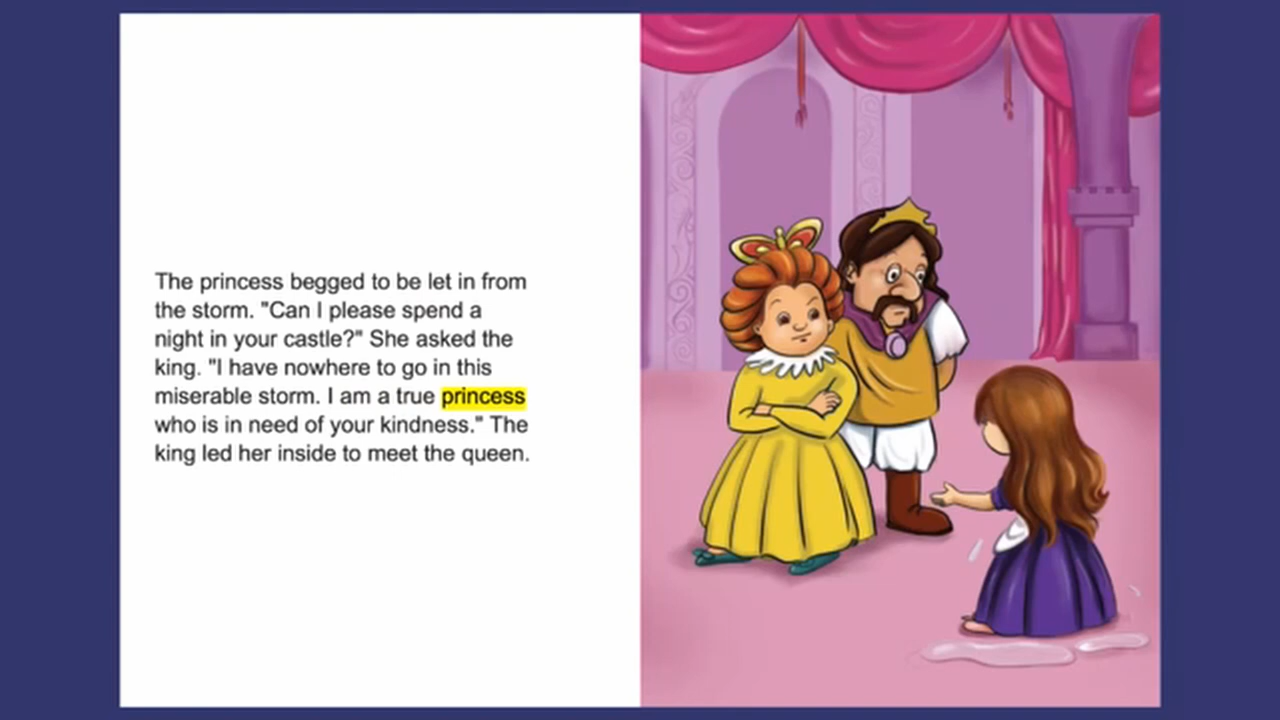 The princess begged to be let in from
the storm. "Can I please spend a
night in your castle?" She asked the
king. "I have nowhere to go in this
miserable storm. I am a true princess
who is in need of your kindness." The
king led her inside to meet the queen.